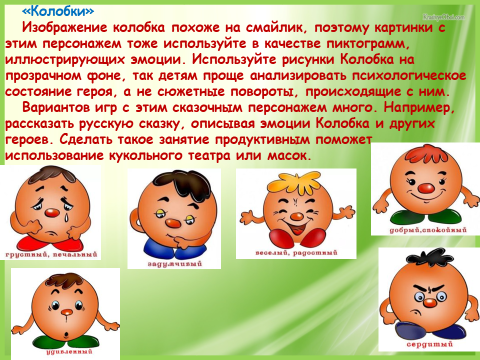 «Колобки»
Изображение колобка похоже на смайлик, поэтому картинки с
этим персонажем тоже используйте в качестве пиктограмм,
иллюстрирующих эмоции. Используйте рисунки Колобка на
прозрачном фоне, так детям проще анализировать психологическое
состояние героя, а не сюжетные повороты, происходящие с ним.
Вариантов игр с этим сказочным персонажем много. Например,
рассказать русскую сказку, описывая эмоции Колобка и других
героев. Сделать такое занятие продуктивным поможет
использование кукольного театра или масок.
грустный, печальный
задумчивый
веселый, радостный
добрый,спокойный
удивленный
сердитый